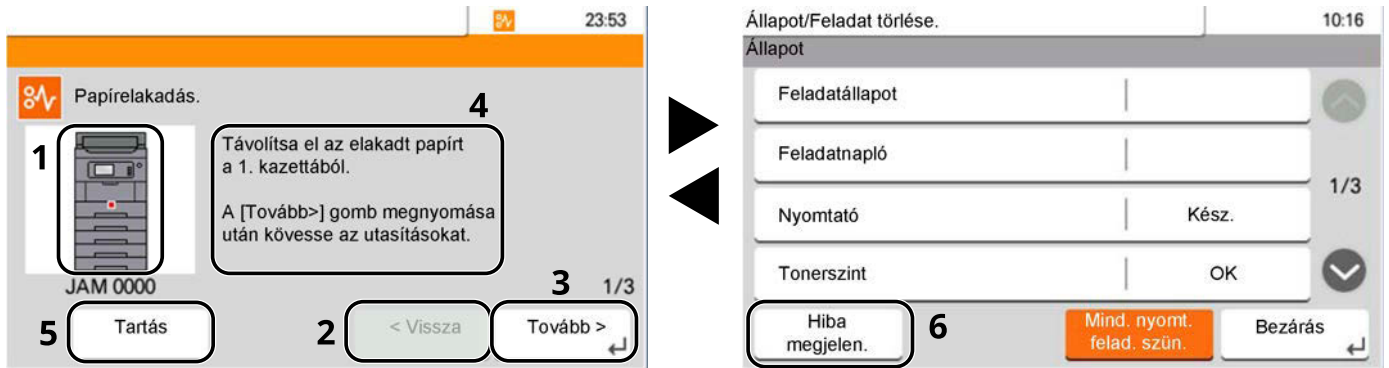 23:53
Papírelakadás.
1
4
Távolítsa el az elakadt papírt
a 1. kazettából.
A [Tovább>] gomb megnyomása
után kövesse az utasításokat.
JAM 0000
3
1/3
5
Tartás
2
< Vissza
Tovább >
Állapot/Feladat törlése.
10:16
Állapot
Feladatállapot
Feladatnapló
1/3
Nyomtató
Kész.
Tonerszint
OK
Hiba
megjelen.
6
Mind. nyomt.
felad. szün.
Bezárás